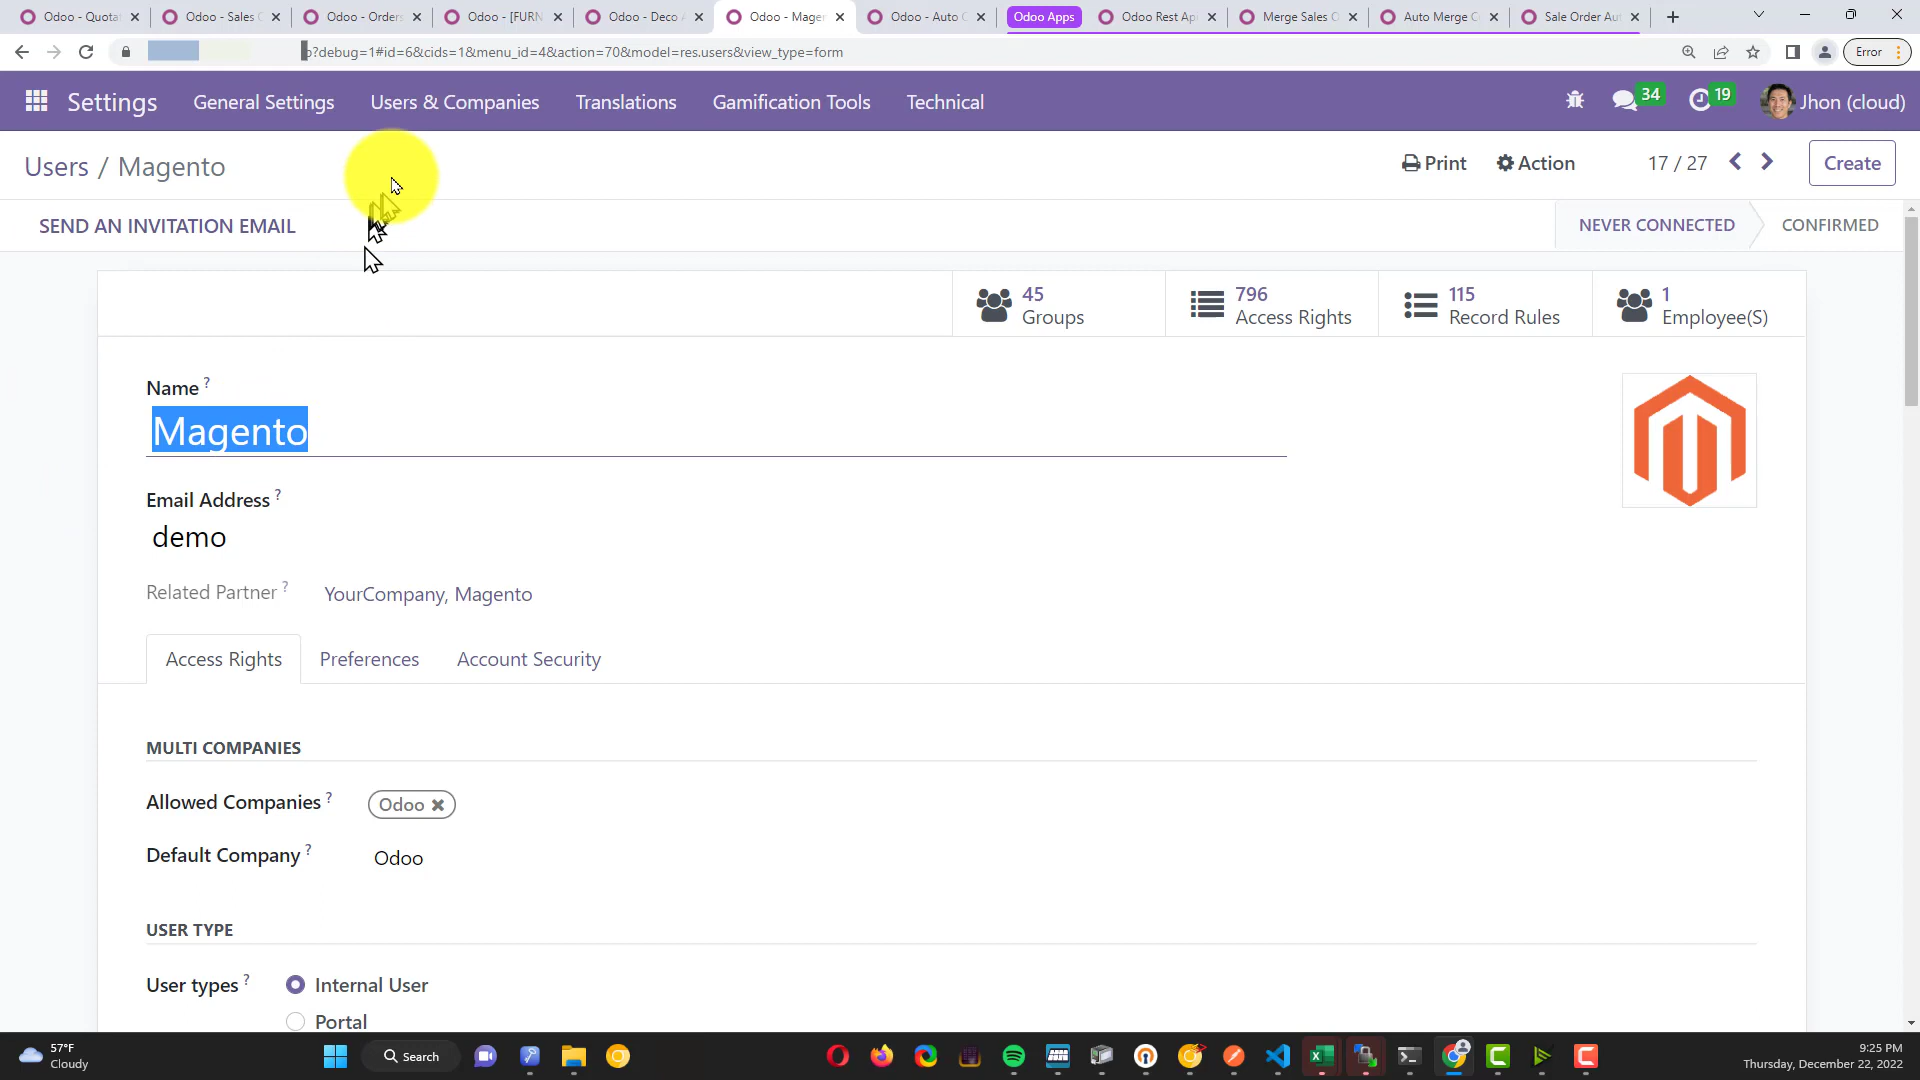 Odoo - Quotat
Odoo - Sales C
Odoo - Orders
Odoo - [FURN
Odoo - Deco A
Odoo - Mager
Odoo - Auto C
Odoo Apps
Odoo Rest Ap
Merge Sales O
Auto Merge C
Sale Order Aut
?debug=1#id=6&cids=1&menu_id=4&action=70&model=res.users&view_type=form
Error
Settings
General Settings
Users & Companies
Translations
Gamification Tools
Technical
34
19
Jhon (cloud)
Users / Magento
Print
Action
17 / 27
Create
SEND AN INVITATION EMAIL
NEVER CONNECTED
CONFIRMED
45
Groups
796
Access Rights
115
Record Rules
1
Employee(S)
Name ?
Magento
Email Address ?
demo
Related Partner ?
YourCompany, Magento
Access Rights
Preferences
Account Security
MULTI COMPANIES
Allowed Companies ?
Odoo
Default Company ?
Odoo
USER TYPE
User types ?
Internal User
Portal
57°F
Cloudy
Search
9:25 PM
Thursday, December 22, 2022